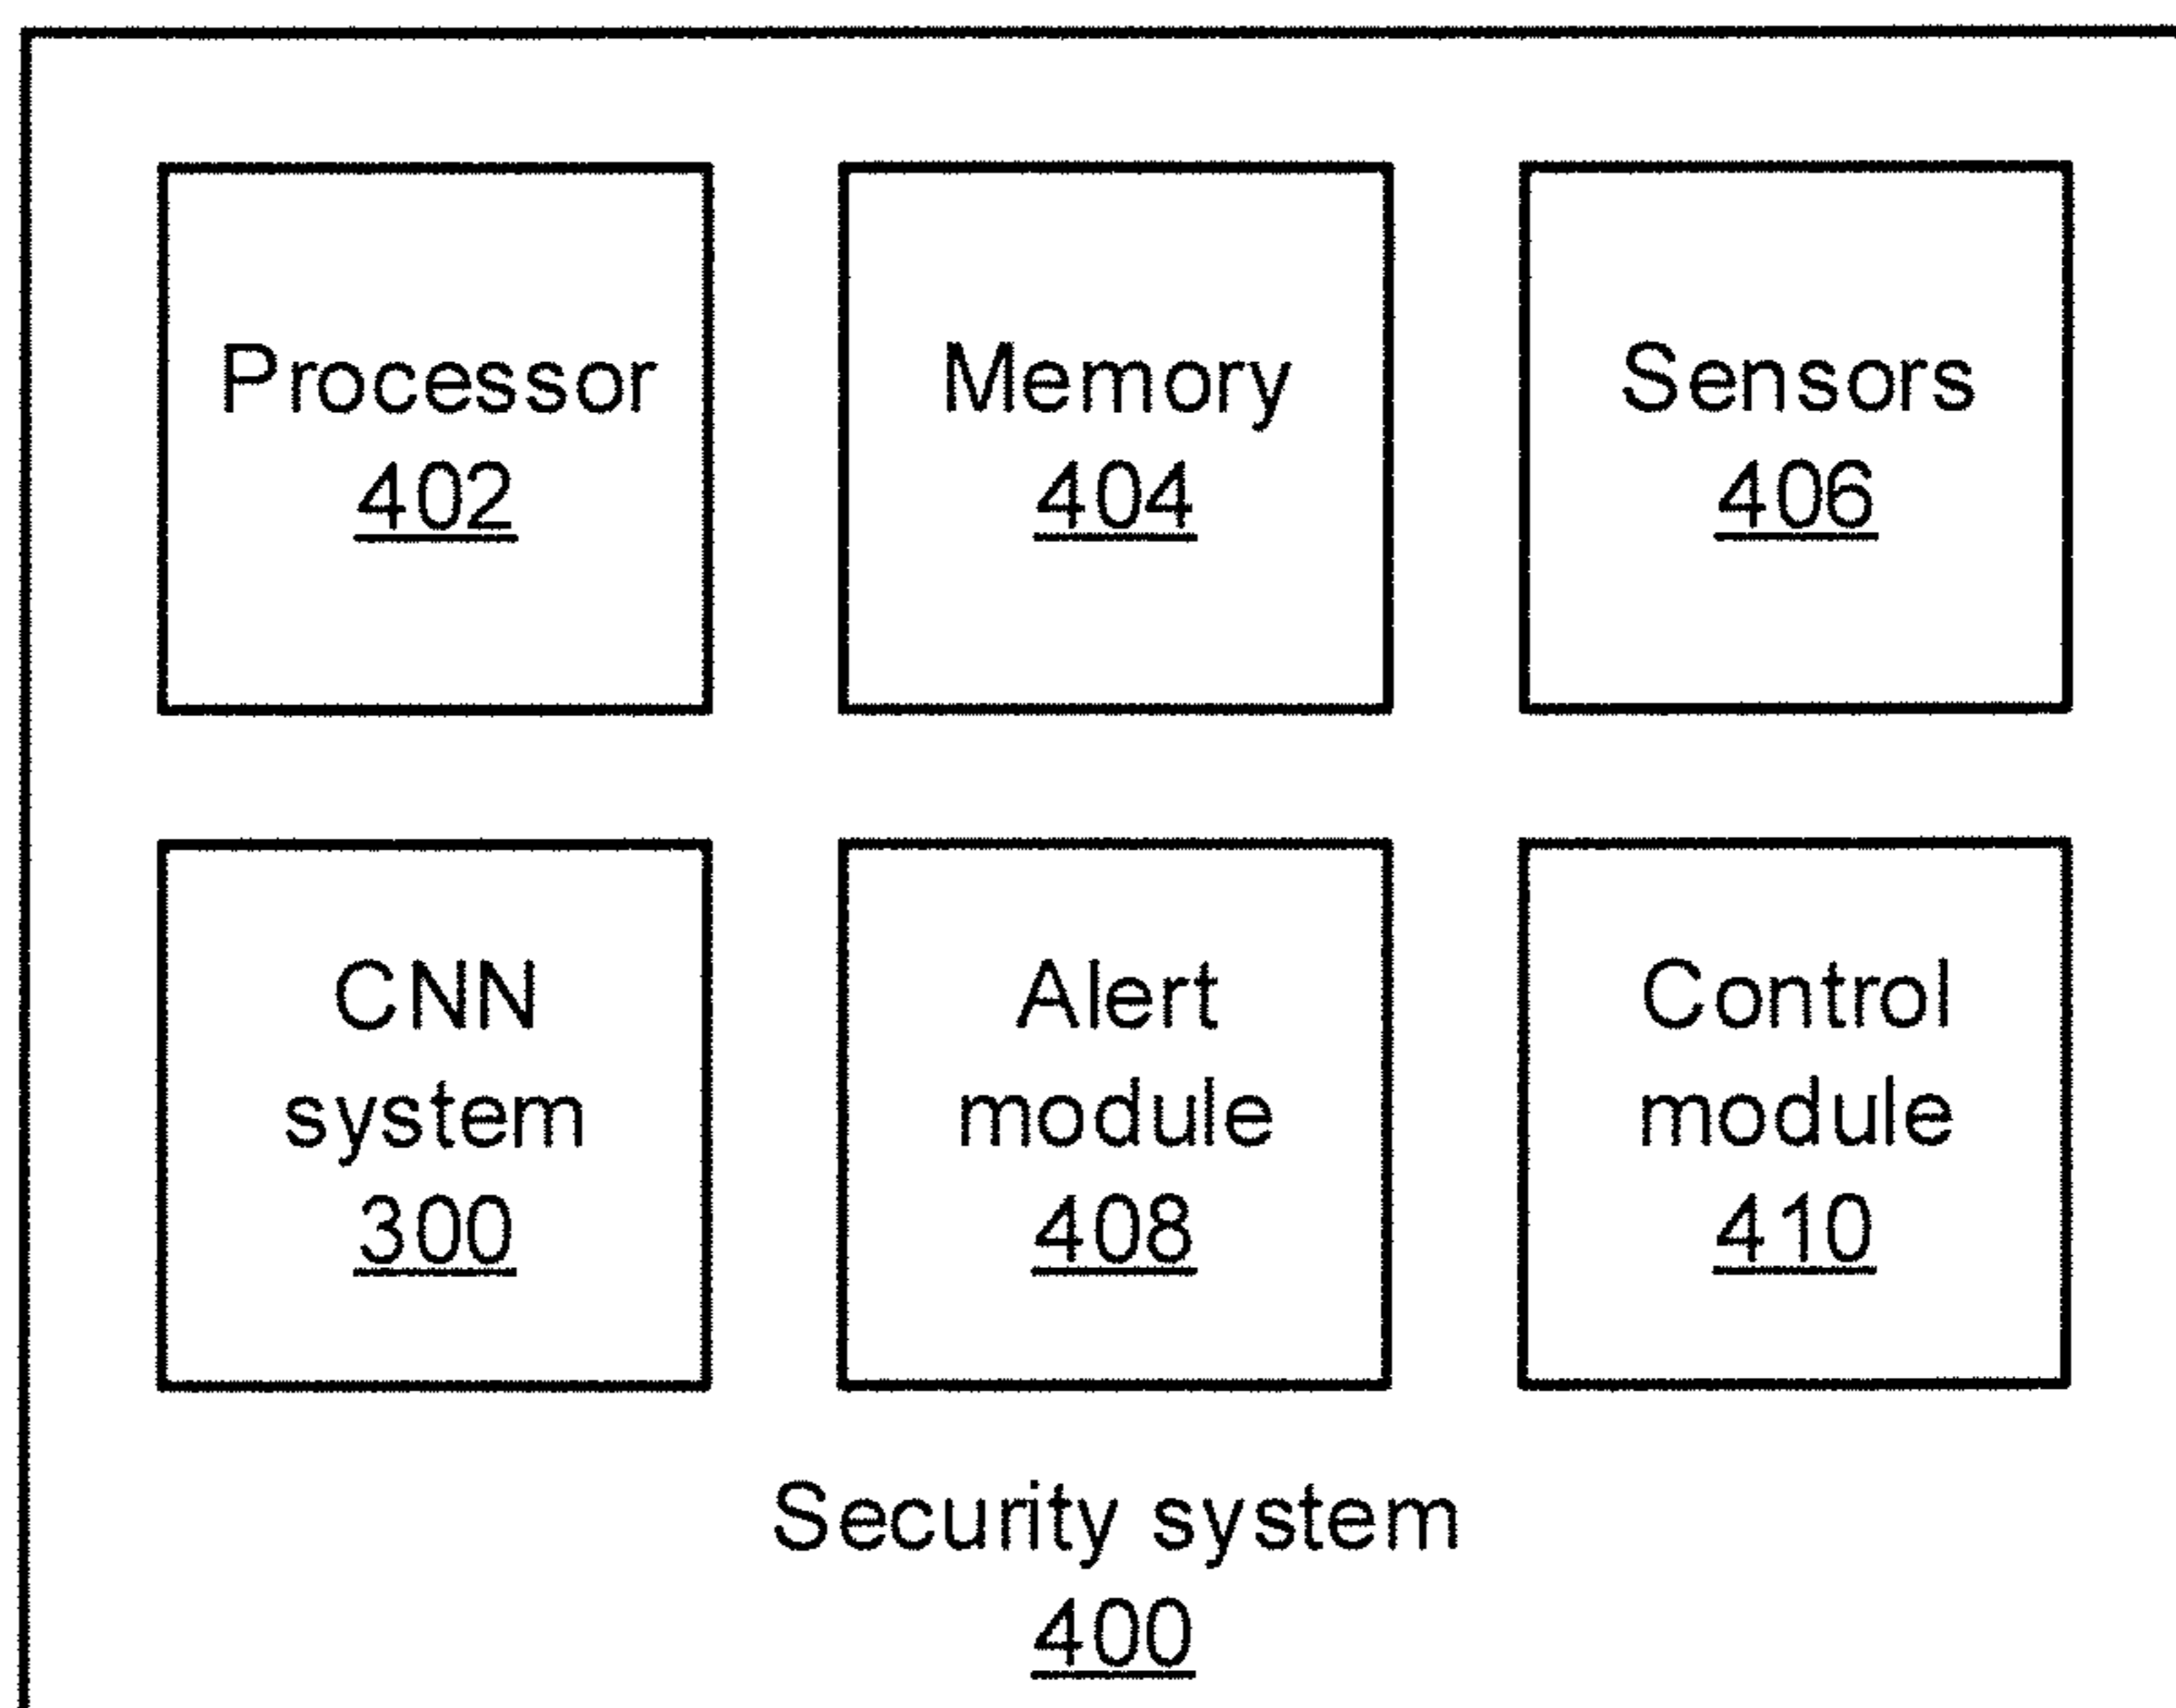 Processor
402
Memory
404
Sensors
406
CNN
system
300
Alert
module
408
Control
module
410
Security system
400